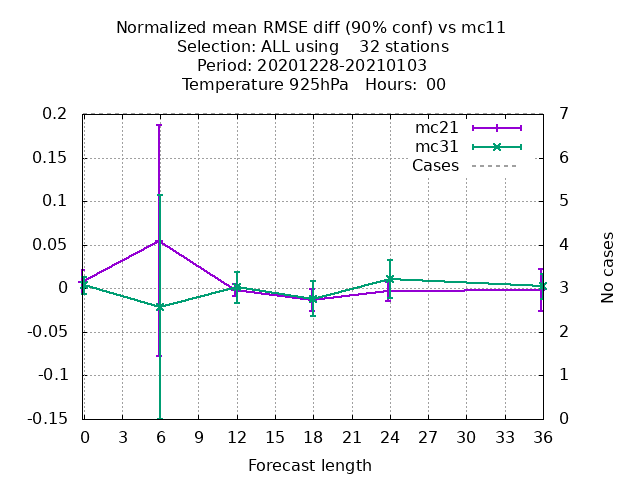 Normalized mean RMSE diff (90% conf) vs mc11
Selection: ALL using    32 stations
Period: 20201228-20210103
Temperature 925hPa   Hours:  00
0.2
0.15
0.1
0.05
0
-0.05
-0.1
-0.15
mc21
mc31
Cases
7
6
5
4
3
2
1
0
No cases
0 3 6 9 12 15 18 21 24 27 30 33 36
Forecast length